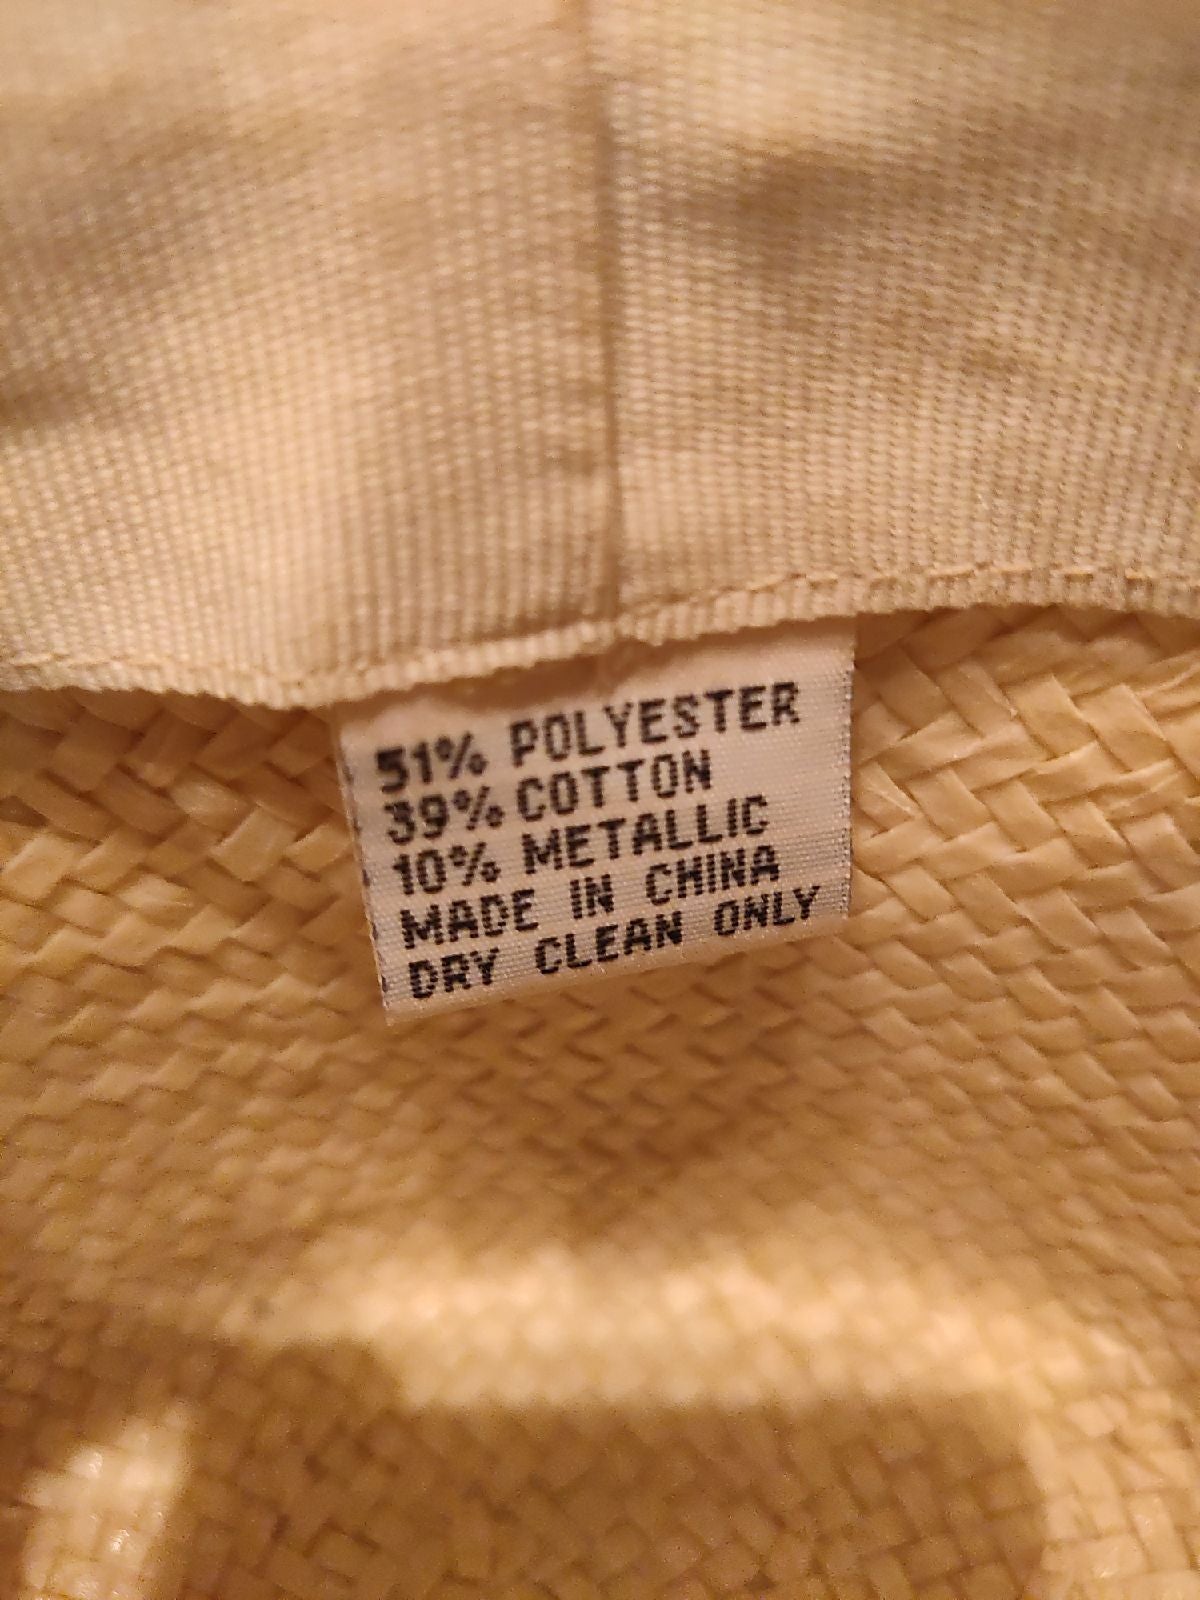 51% POLYESTER
39% COTTON
10% METALLIC
MADE IN CHINA
DRY CLEAN ONLY